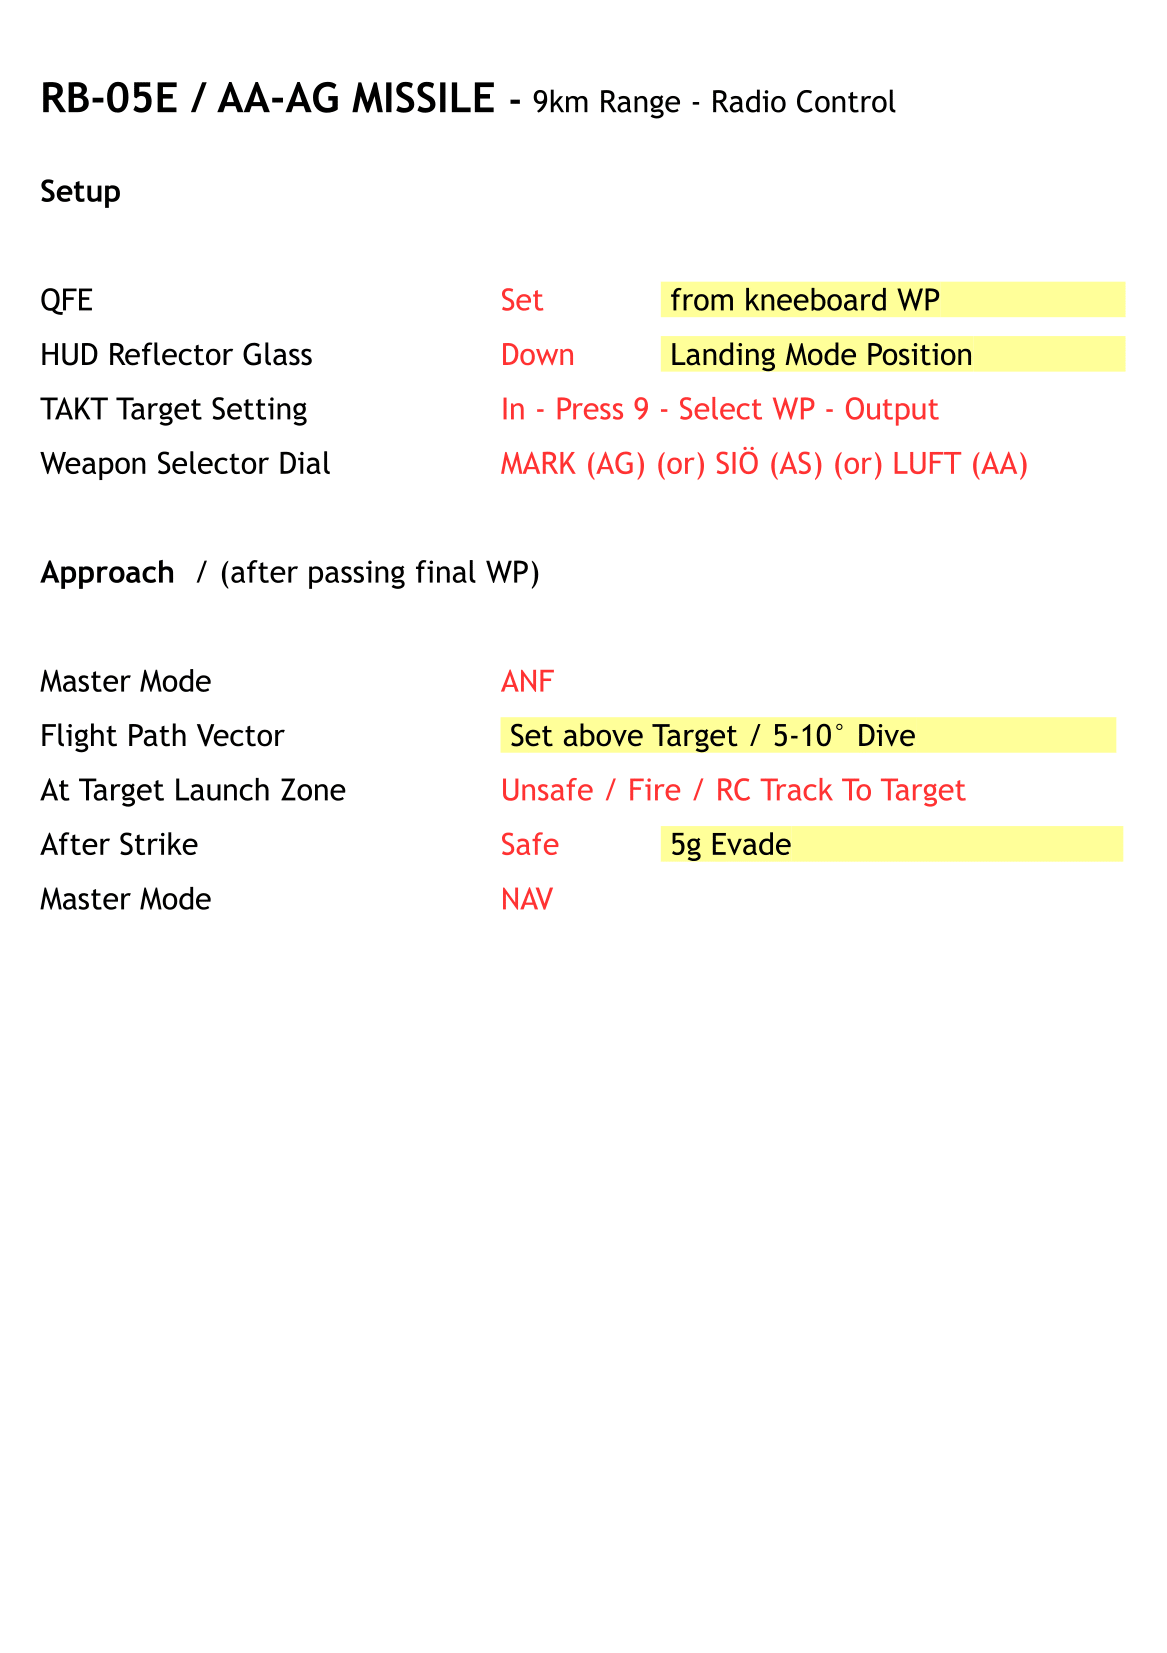 RB-05E / AA-AG MISSILE - 9km Range - Radio Control
Setup
QFE Set from kneeboard WP
HUD Reflector Glass Down Landing Mode Position
TAKT Target Setting In - Press 9 - Select WP - Output
Weapon Selector Dial MARK (AG) (or) SIÖ (AS) (or) LUFT (AA)
Approach / (after passing final WP)
Master Mode ANF
Flight Path Vector Set above Target / 5-10° Dive
At Target Launch Zone Unsafe / Fire / RC Track To Target
After Strike Safe 5g Evade
Master Mode NAV